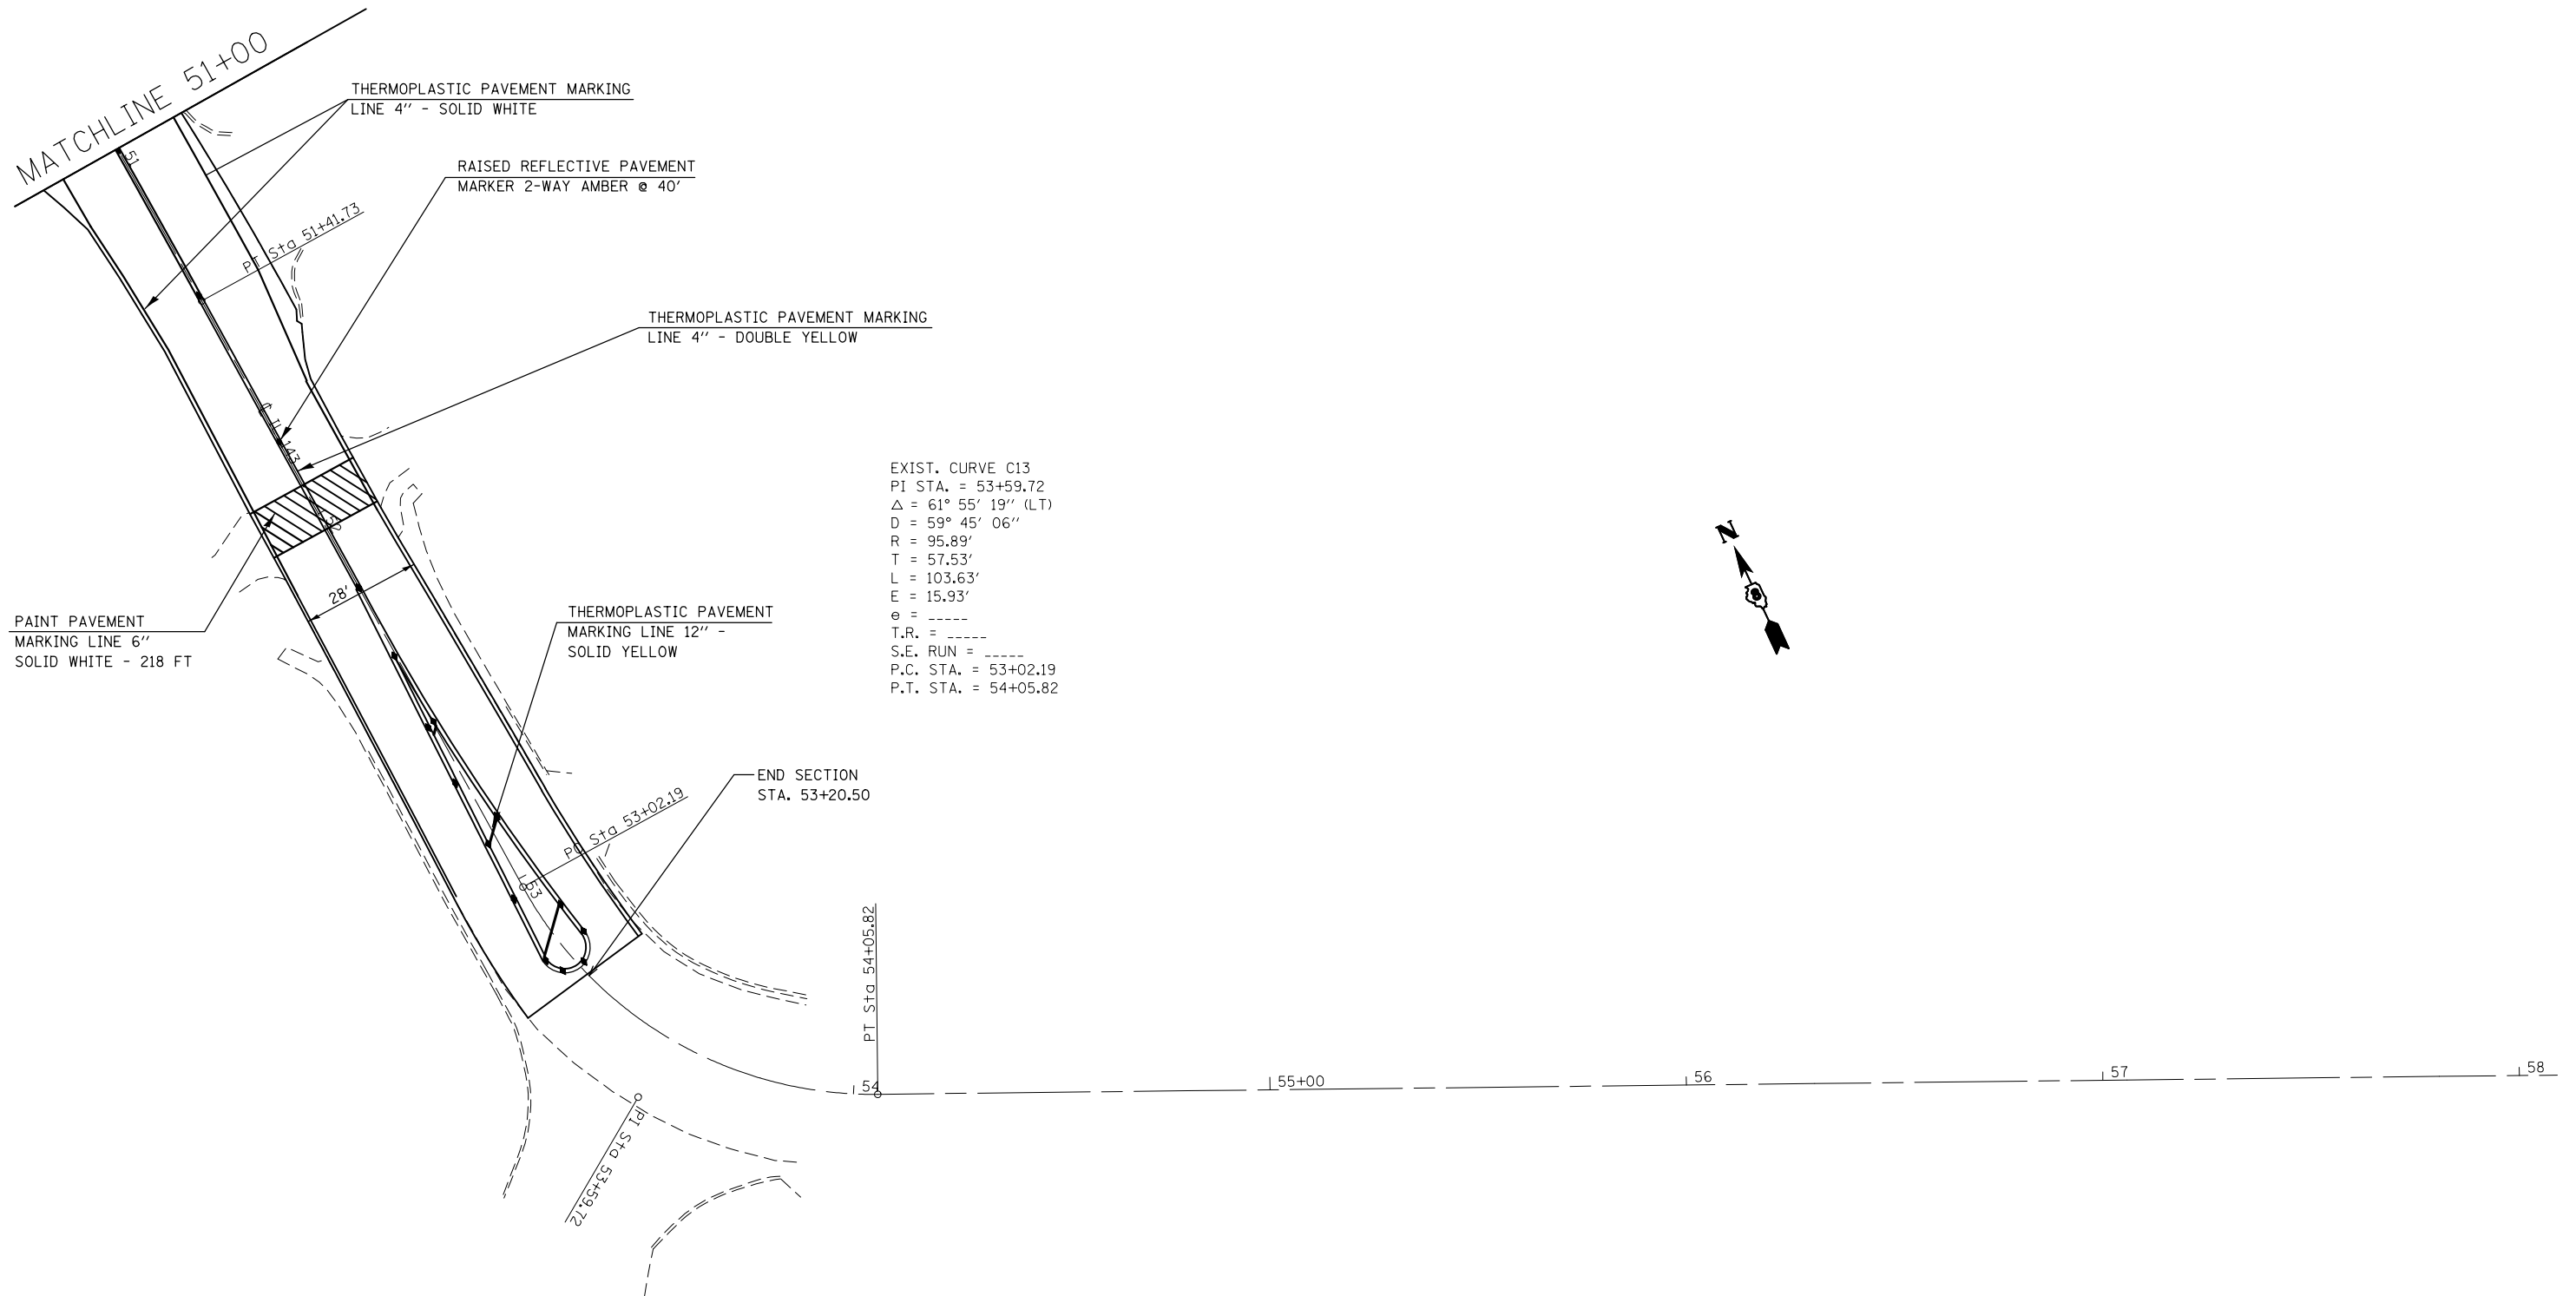 MATCHLINE 51+00
THERMOPLASTIC PAVEMENT MARKING
LINE 4" - SOLID WHITE
51
RAISED REFLECTIVE PAVEMENT
MARKER 2-WAY AMBER @ 40'
PT Sta 51+41.73
THERMOPLASTIC PAVEMENT MARKING
LINE 4" - DOUBLE YELLOW
℄ IL 143
52
28'
PAINT PAVEMENT
MARKING LINE 6"
SOLID WHITE - 218 FT
THERMOPLASTIC PAVEMENT
MARKING LINE 12" -
SOLID YELLOW
EXIST. CURVE C13
PI STA. = 53+59.72
Δ = 61° 55' 19" (LT)
D = 59° 45' 06"
R = 95.89'
T = 57.53'
L = 103.63'
E = 15.93'
e = _____
T.R. = _____
S.E. RUN = _____
P.C. STA. = 53+02.19
P.T. STA. = 54+05.82
N
END SECTION
STA. 53+20.50
PC Sta 53+02.19
53
PT Sta 54+05.82
54
55+00
56
57
58
PI Sta 53+59.72